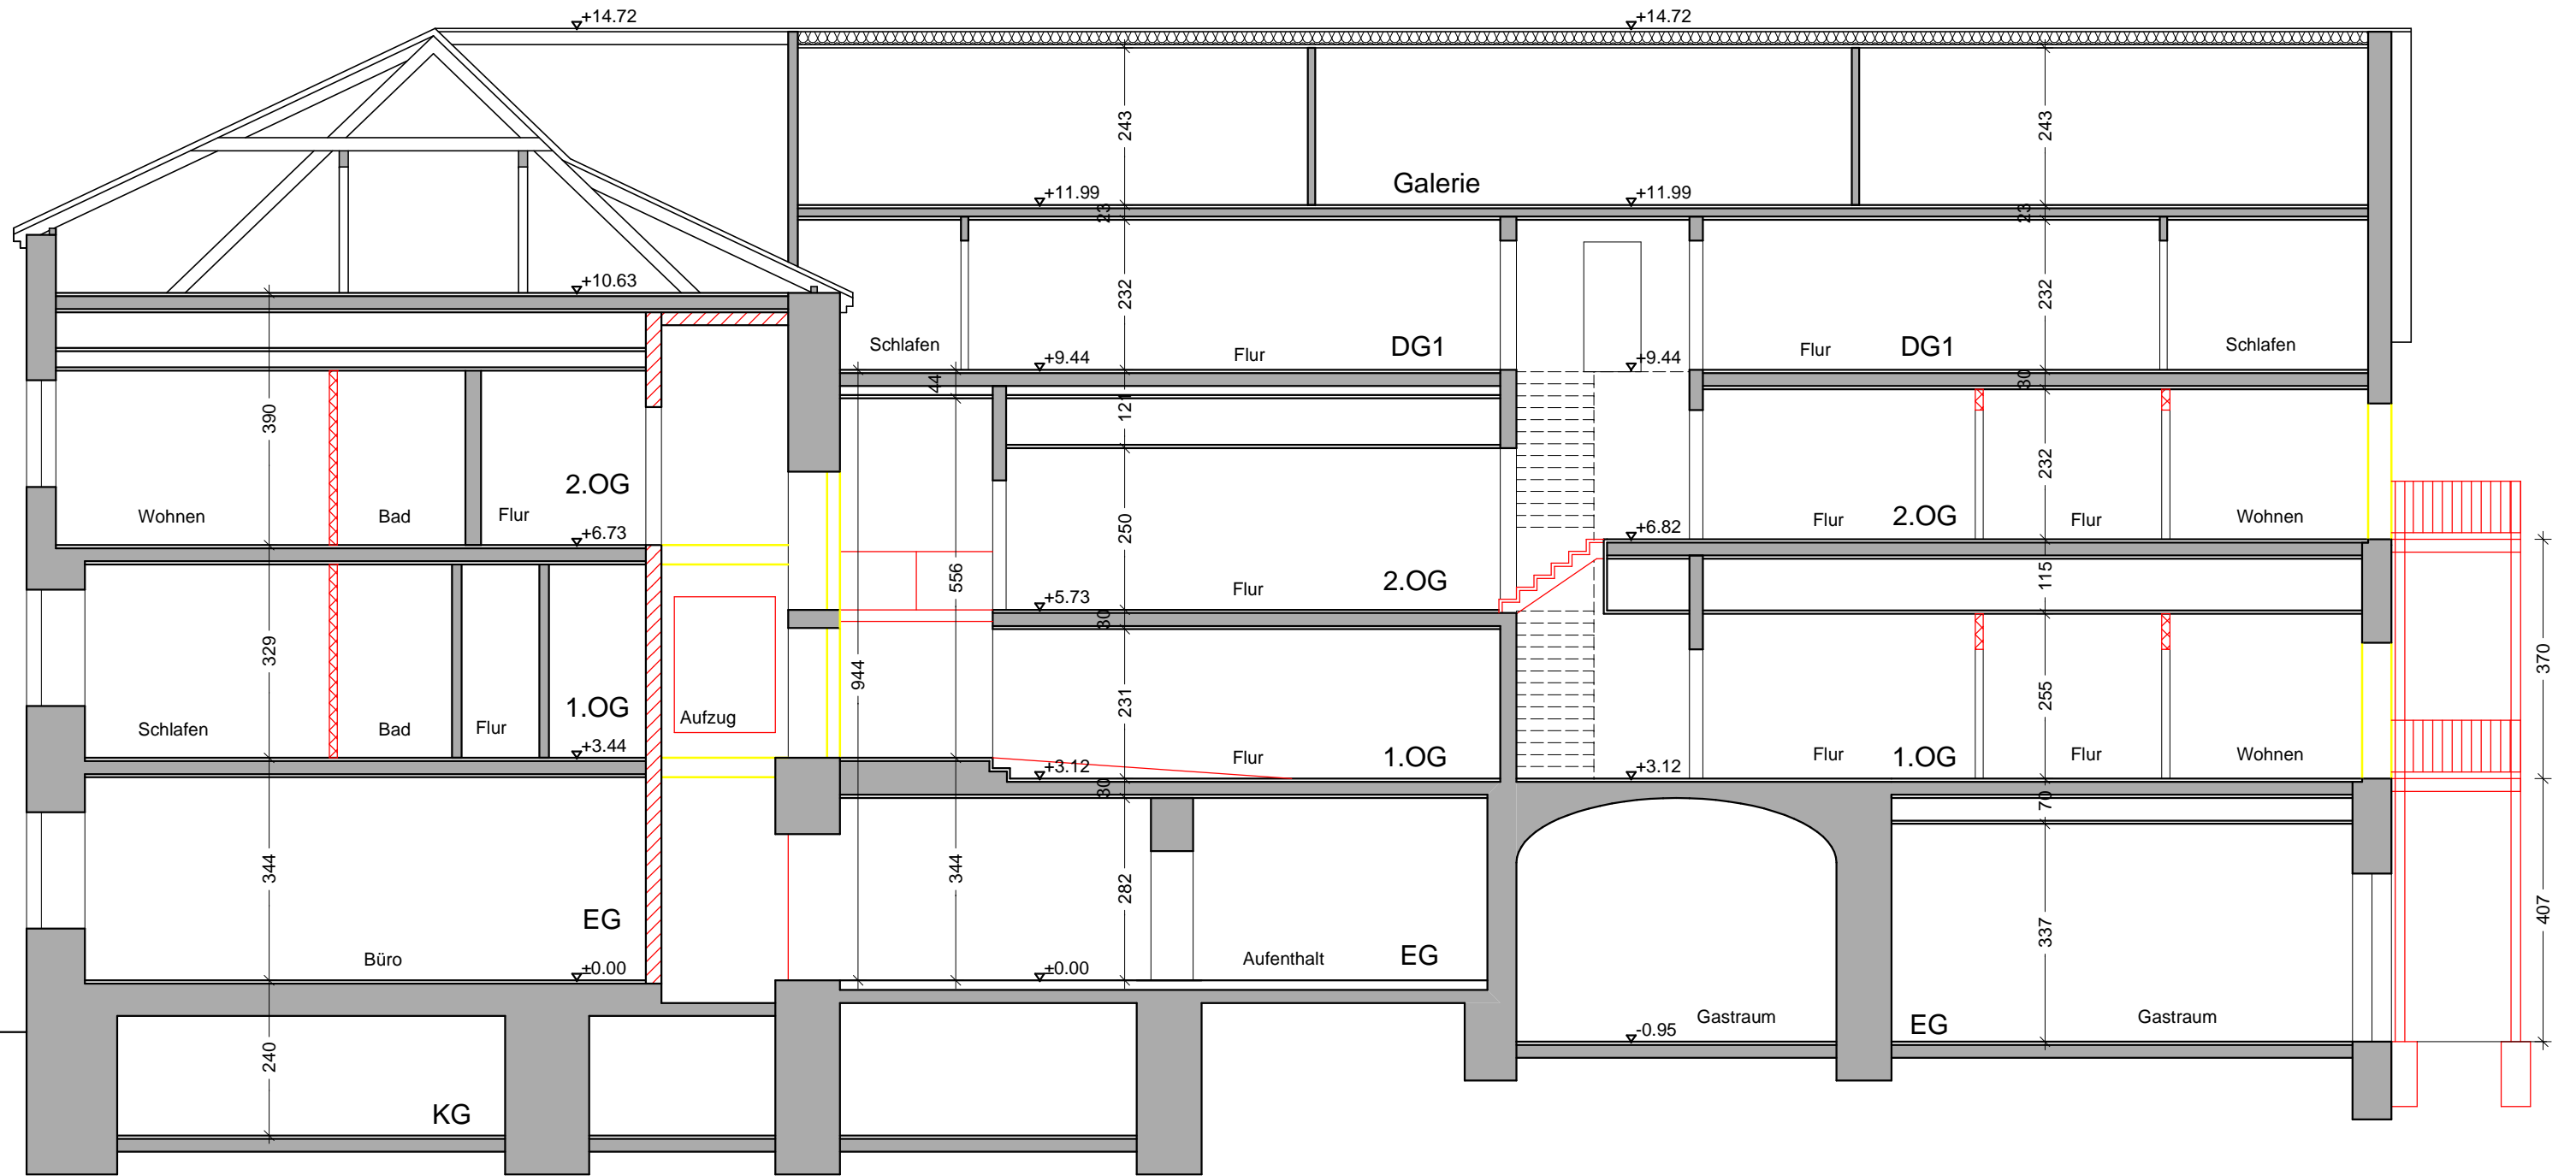 +14.72 +14.72
243 243
Galerie
+11.99 +11.99
23 23
+10.63
232 232
Schlafen Flur DG1 Flur DG1 Schlafen
+9.44 +9.44
44 30
390 121 232
2.OG
Wohnen Bad Flur
250
Flur 2.OG Flur Wohnen
+6.73 +6.82
556 115
Flur 2.OG
+5.73
30
329 944 231 255 370
Schlafen Bad Flur 1.OG Aufzug
Flur 1.OG Flur 1.OG Flur Wohnen
+3.44 +3.12 +3.12
30 70
344 344 282 337 407
EG
Büro Aufenthalt EG
±0.00 ±0.00
Gastraum EG Gastraum
-0.95
240
KG